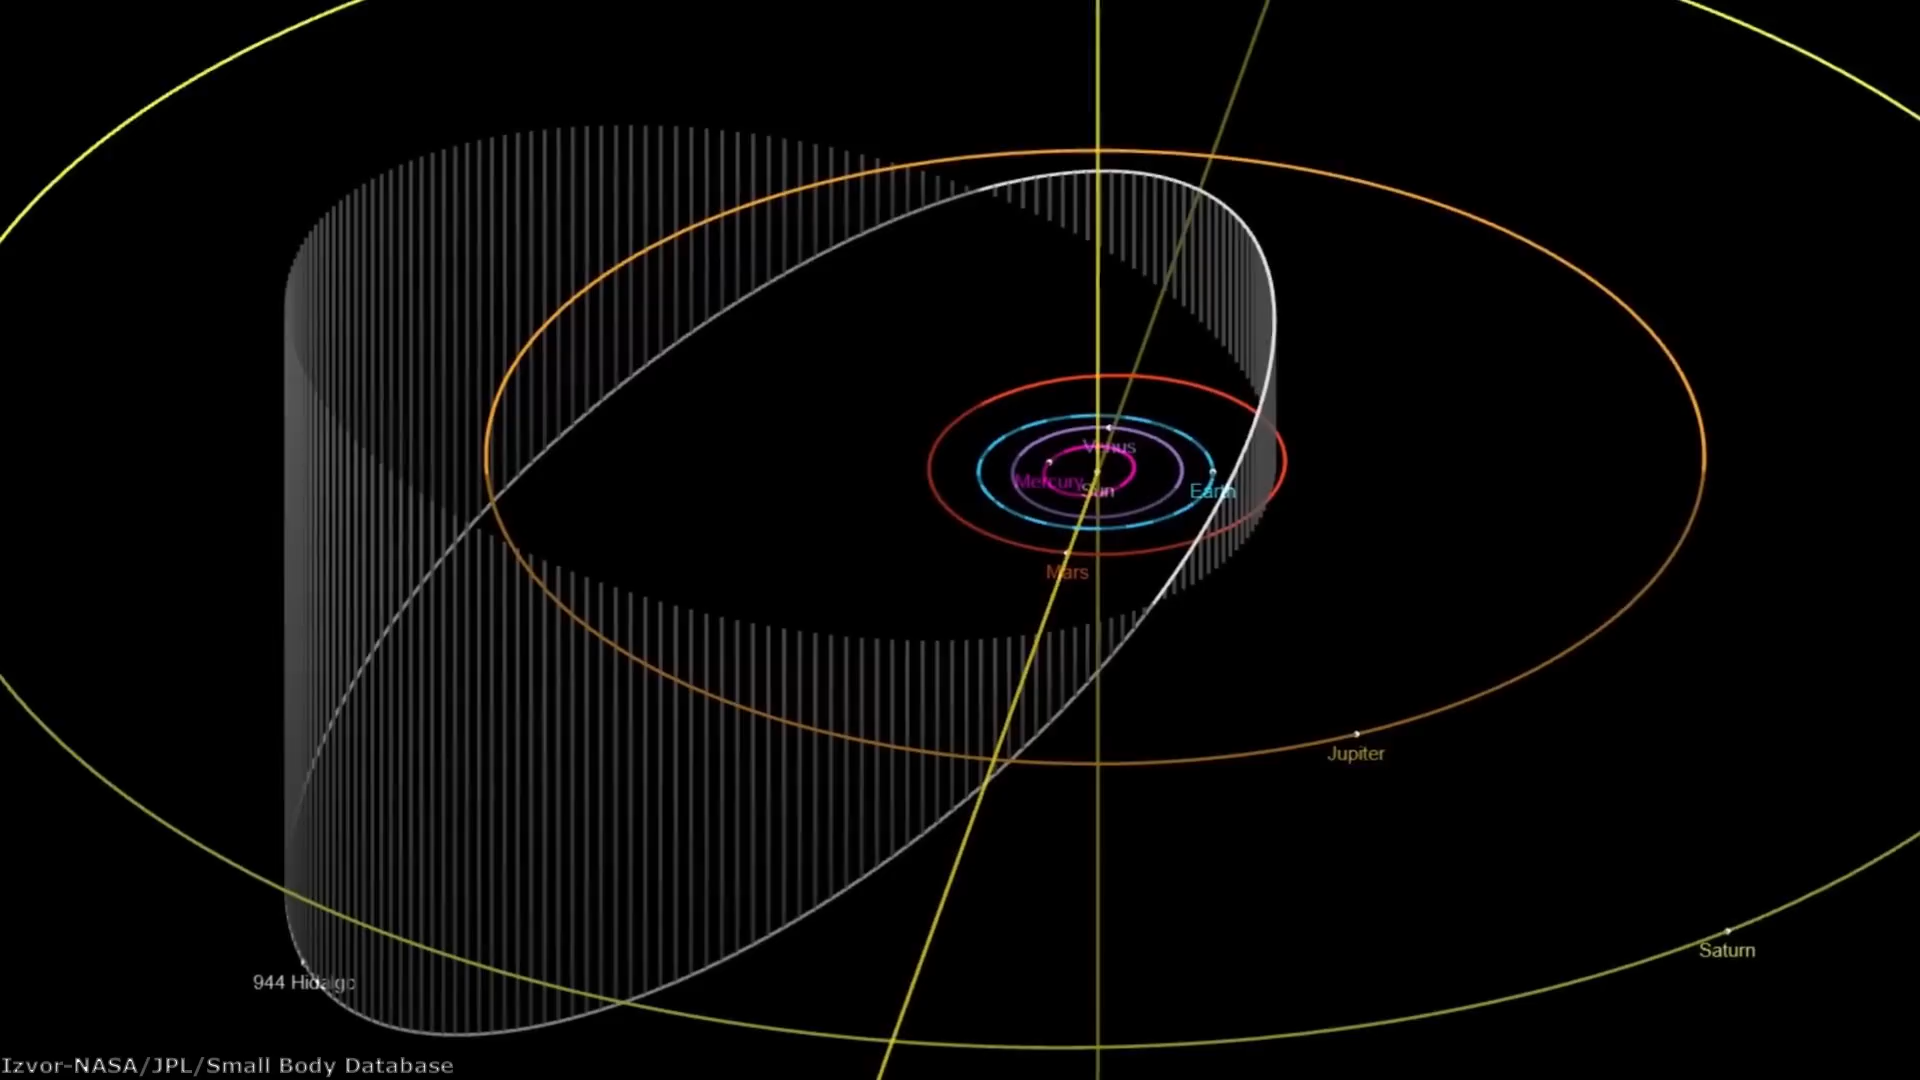 Venus
Mercury
Sun
Earth
Mars
Jupiter
Saturn
944 Hidalgo
Izvor-NASA/JPL/Small Body Database